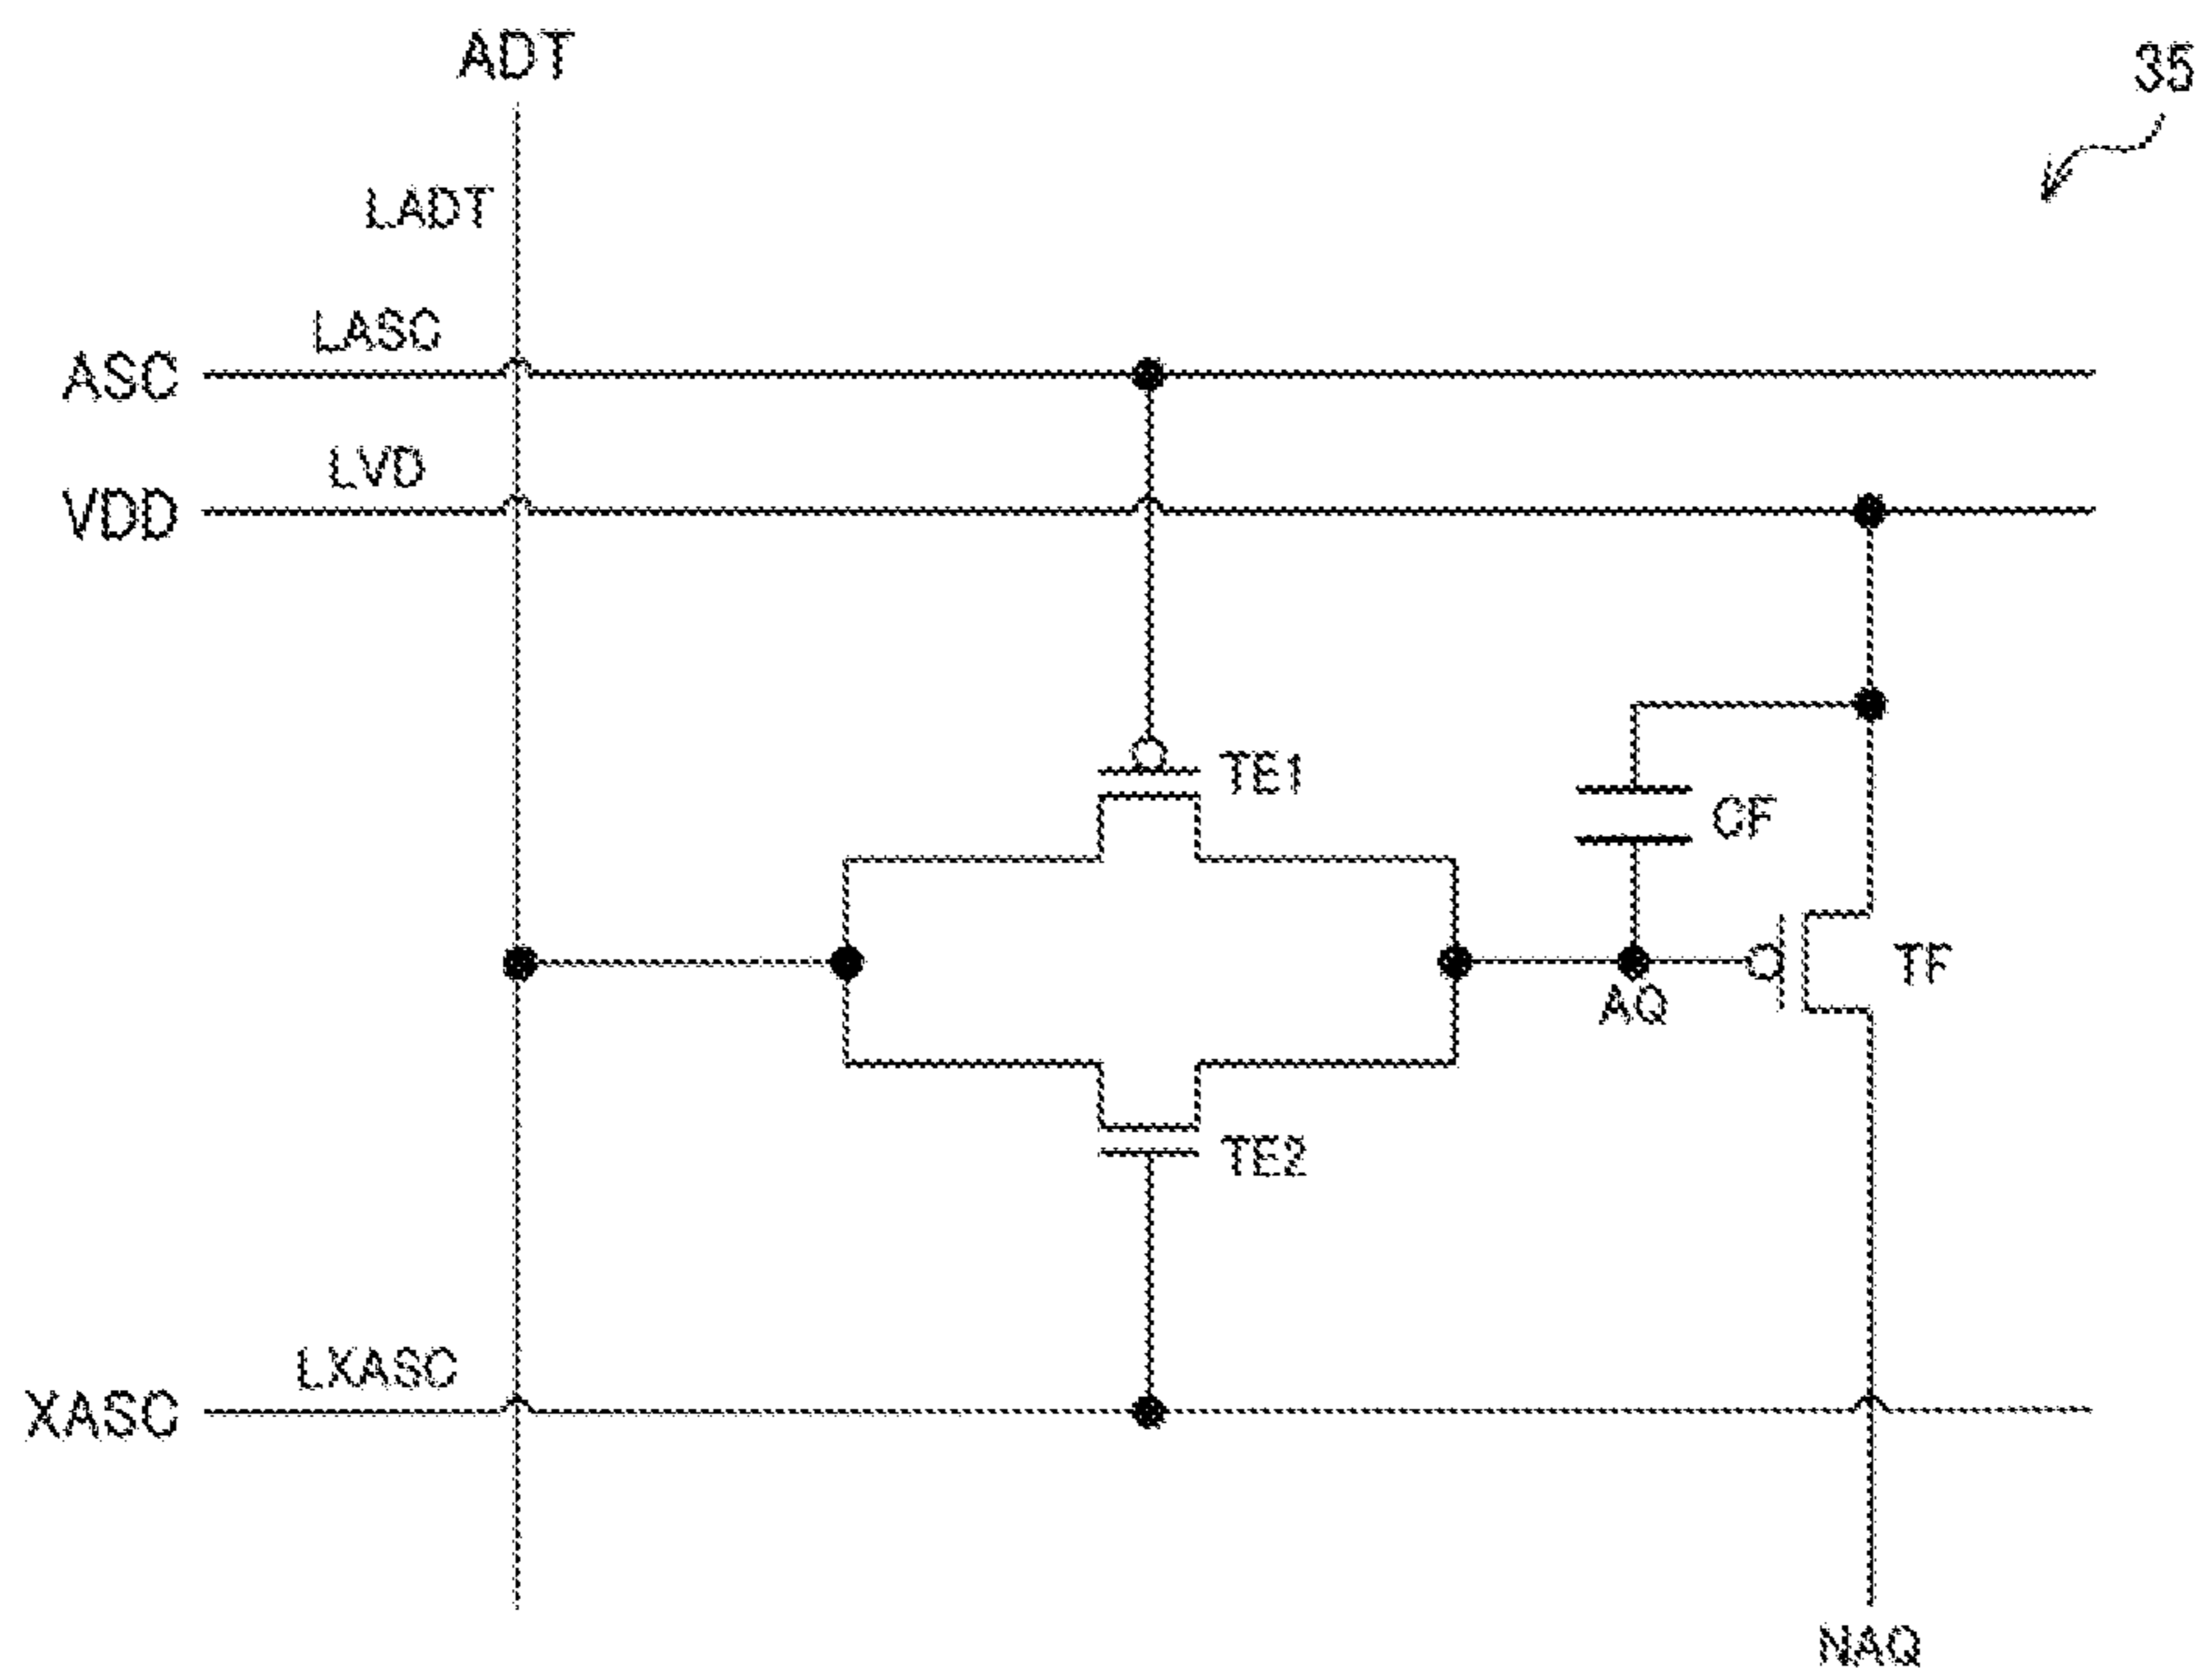 ADT
35
LADT
LASC
ASC
LVD
VDD
TE1
CF
TF
AQ
TE2
LXASC
XASC
NAQ